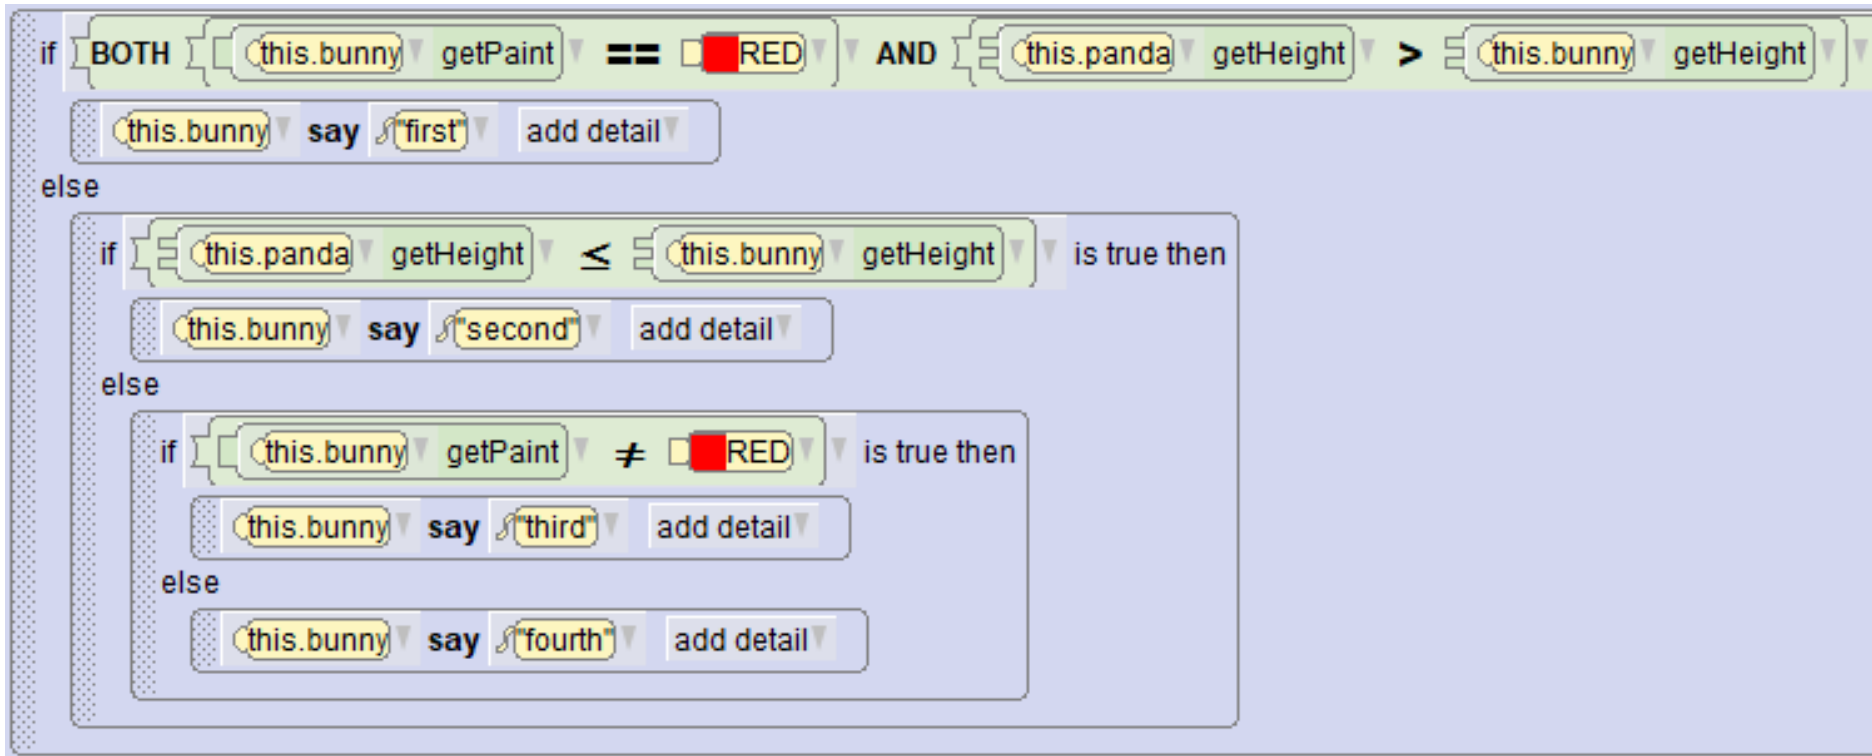 if BOTH this.bunny getPaint == RED AND this.panda getHeight > this.bunny getHeight
this.bunny say "first" add detail
else
if this.panda getHeight ≤ this.bunny getHeight is true then
this.bunny say "second" add detail
else
if this.bunny getPaint ≠ RED is true then
this.bunny say "third" add detail
else
this.bunny say "fourth" add detail